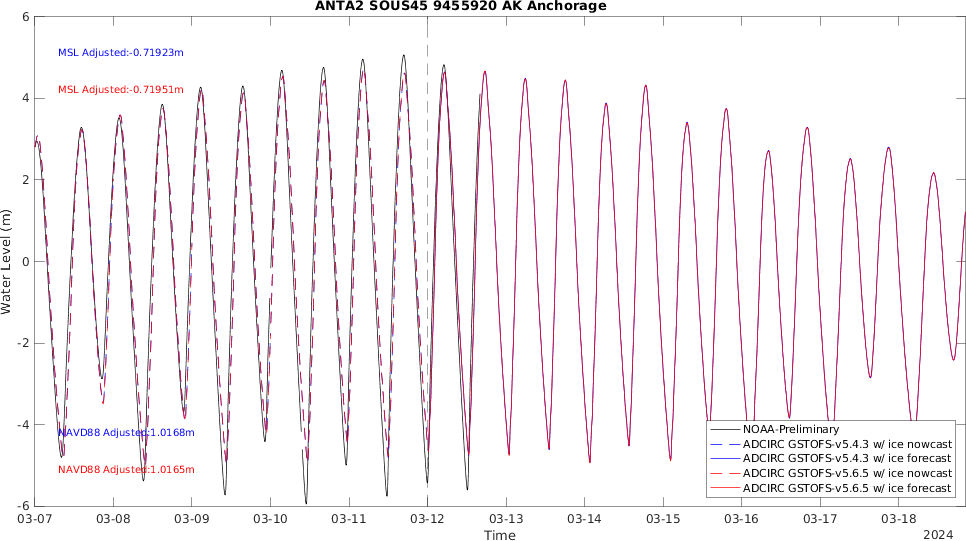 ANTA2 SOUS45 9455920 AK Anchorage
6
4
2
0
-2
-4
-6
Water Level (m)
MSL Adjusted:-0.71923m
MSL Adjusted:-0.71951m
NAVD88 Adjusted:1.0168m
NAVD88 Adjusted:1.0165m
NOAA-Preliminary
ADCIRC GSTOFS-v5.4.3 w/ ice nowcast
ADCIRC GSTOFS-v5.4.3 w/ ice forecast
ADCIRC GSTOFS-v5.6.5 w/ ice nowcast
ADCIRC GSTOFS-v5.6.5 w/ ice forecast
03-07 03-08 03-09 03-10 03-11 03-12 03-13 03-14 03-15 03-16 03-17 03-18
Time
2024